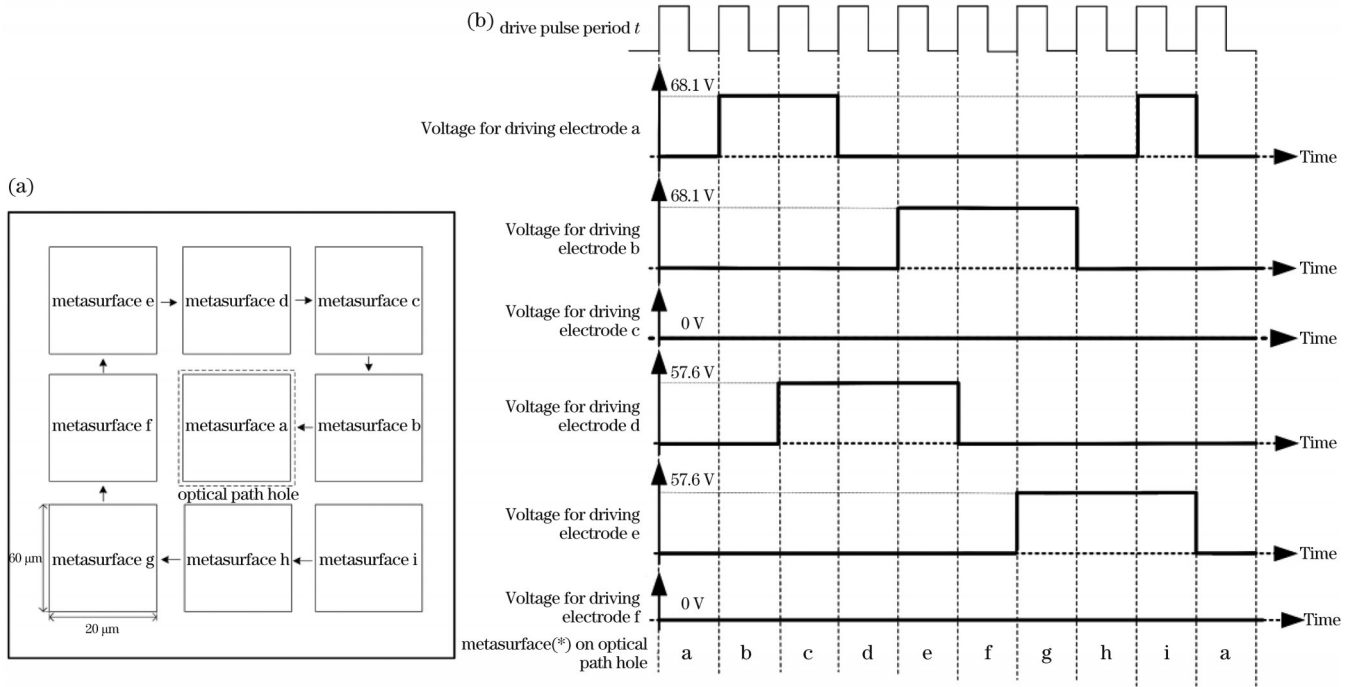 (a)
metasurface e
metasurface d
metasurface c
metasurface f
metasurface a
metasurface b
optical path hole
metasurface g
metasurface h
metasurface i
60 μm
20 μm
(b)
drive pulse period t
68.1 V
Voltage for driving electrode a
Time
68.1 V
Voltage for driving
electrode b
Time
Voltage for driving
electrode c
0 V
Time
57.6 V
Voltage for driving
electrode d
Time
57.6 V
Voltage for driving
electrode e
Time
Voltage for driving
electrode f
0 V
Time
metasurface(*) on optical
path hole
a b c d e f g h i a